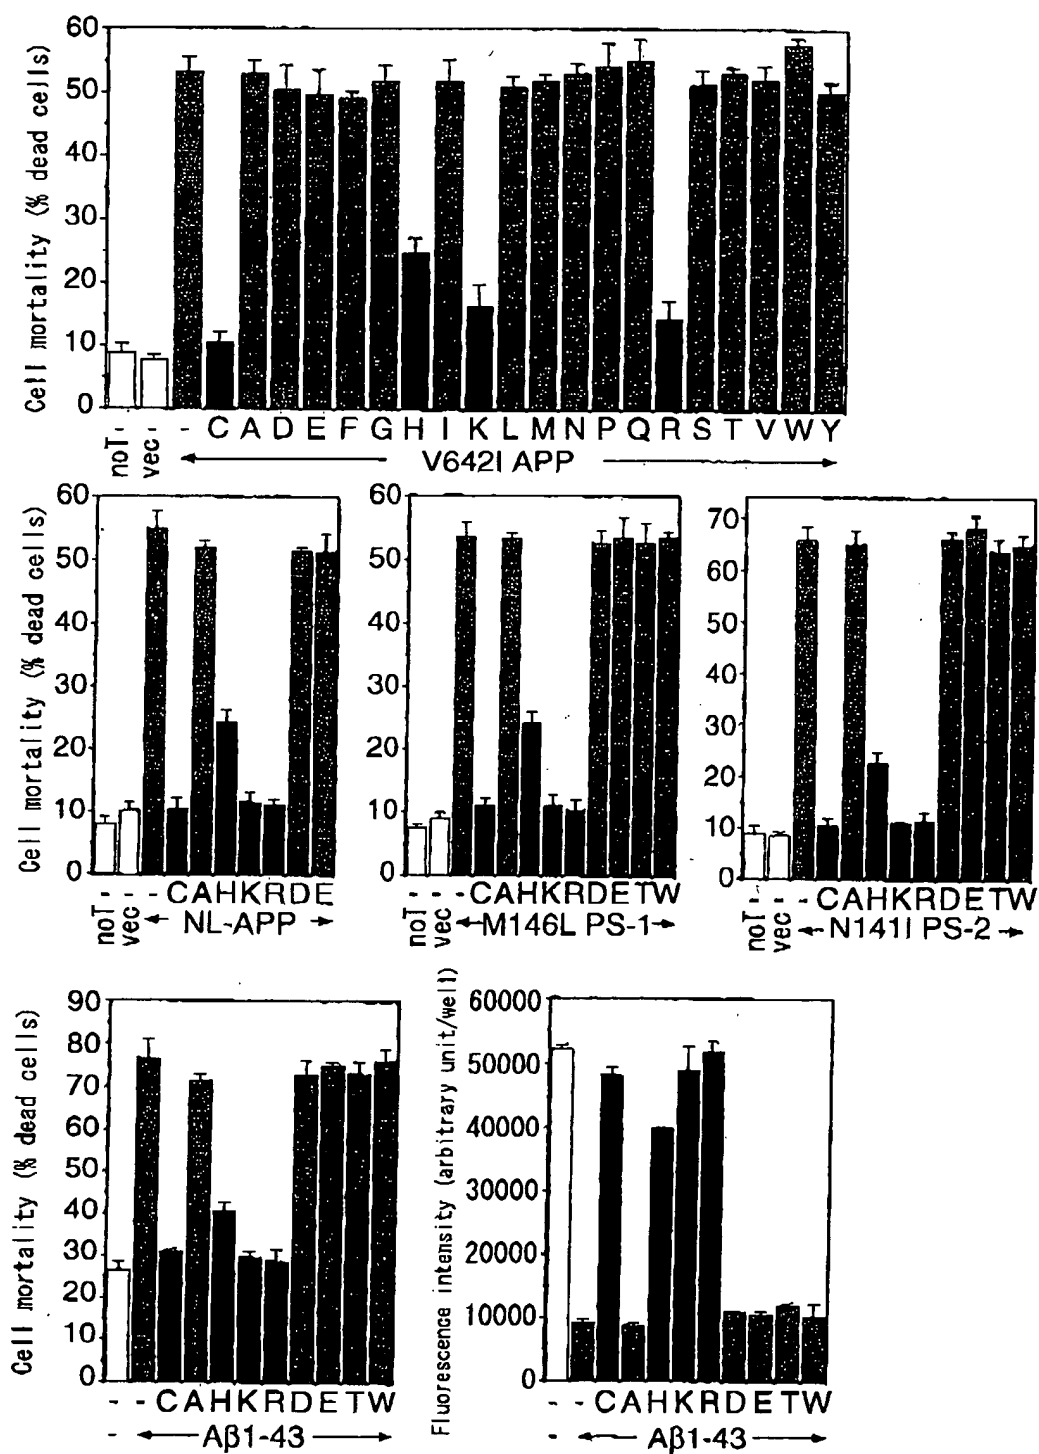 Cell mortality (% dead cells)
60
50
40
30
20
10
0
- - - C A D E F G H I K L M N P Q R S T V W Y
noT
vec
V642I APP
Cell mortality (% dead cells)
60
50
40
30
20
10
0
- - - C A H K R D E
noT
vec
NL-APP
60
50
40
30
20
10
0
- - - C A H K R D E T W
noT
vec
M146L PS-1
70
60
50
40
30
20
10
0
- - - C A H K R D E T W
noT
vec
N141I PS-2
Cell mortality (% dead cells)
90
80
70
60
50
40
30
20
10
0
- - C A H K R D E T W
- Aβ1-43
Fluorescence intensity (arbitrary unit/well)
60000
50000
40000
30000
20000
10000
0
- - C A H K R D E T W
- Aβ1-43